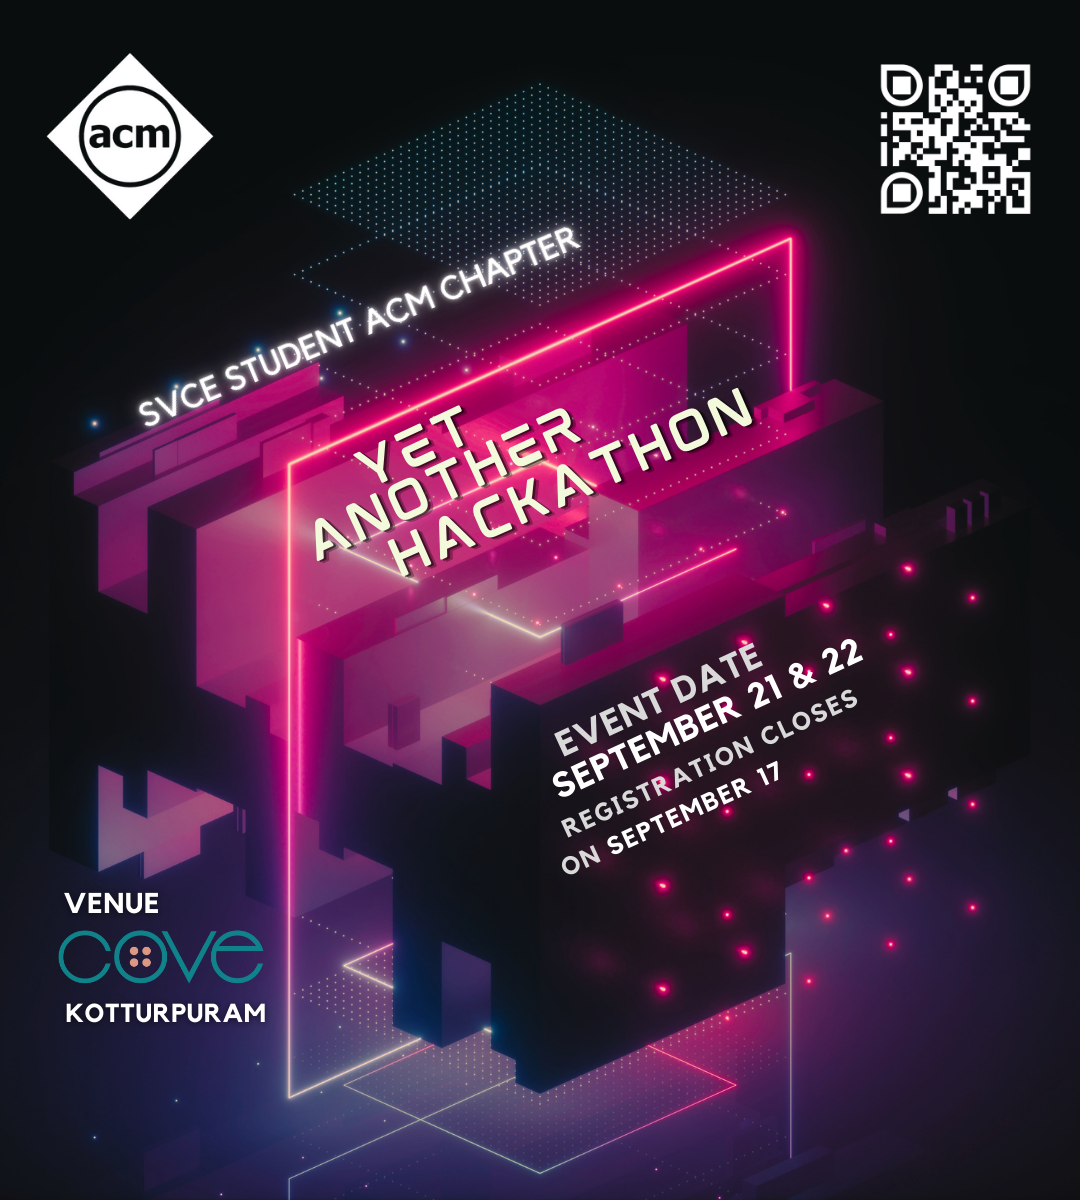 acm
SVCE STUDENT ACM CHAPTER
YET
ANOTHER
HACKATHON
EVENT DATE
SEPTEMBER 21 & 22
REGISTRATION CLOSES
ON SEPTEMBER 17
VENUE
cove
KOTTURPURAM